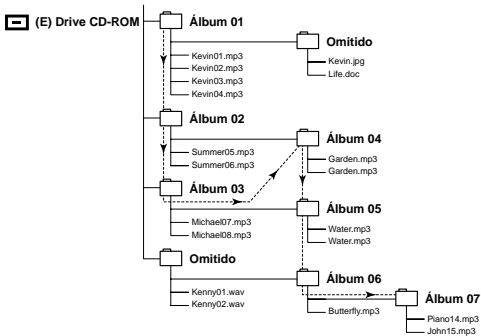 (E) Drive CD-ROM
Álbum 01
Omitido
Kevin01.mp3
Kevin02.mp3
Kevin03.mp3
Kevin04.mp3
Kevin.jpg
Life.doc
Álbum 02
Álbum 04
Summer05.mp3
Summer06.mp3
Garden.mp3
Garden.mp3
Álbum 03
Álbum 05
Michael07.mp3
Michael08.mp3
Water.mp3
Water.mp3
Omitido
Álbum 06
Kenny01.wav
Kenny02.wav
Butterfly.mp3
Álbum 07
Piano14.mp3
John15.mp3